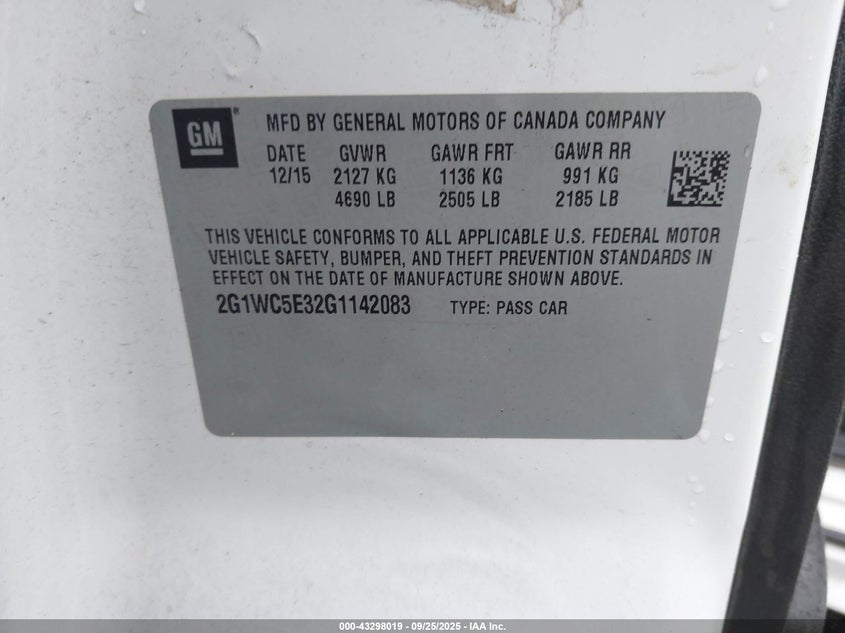 GM
MFD BY GENERAL MOTORS OF CANADA COMPANY
DATE GVWR GAWR FRT GAWR RR
12/15 2127 KG 1136 KG 991 KG
4690 LB 2505 LB 2185 LB
THIS VEHICLE CONFORMS TO ALL APPLICABLE U.S. FEDERAL MOTOR
VEHICLE SAFETY, BUMPER, AND THEFT PREVENTION STANDARDS IN
EFFECT ON THE DATE OF MANUFACTURE SHOWN ABOVE.
2G1WC5E32G1142083 TYPE: PASS CAR
000-43298019 - 09/25/2025 - IAA Inc.